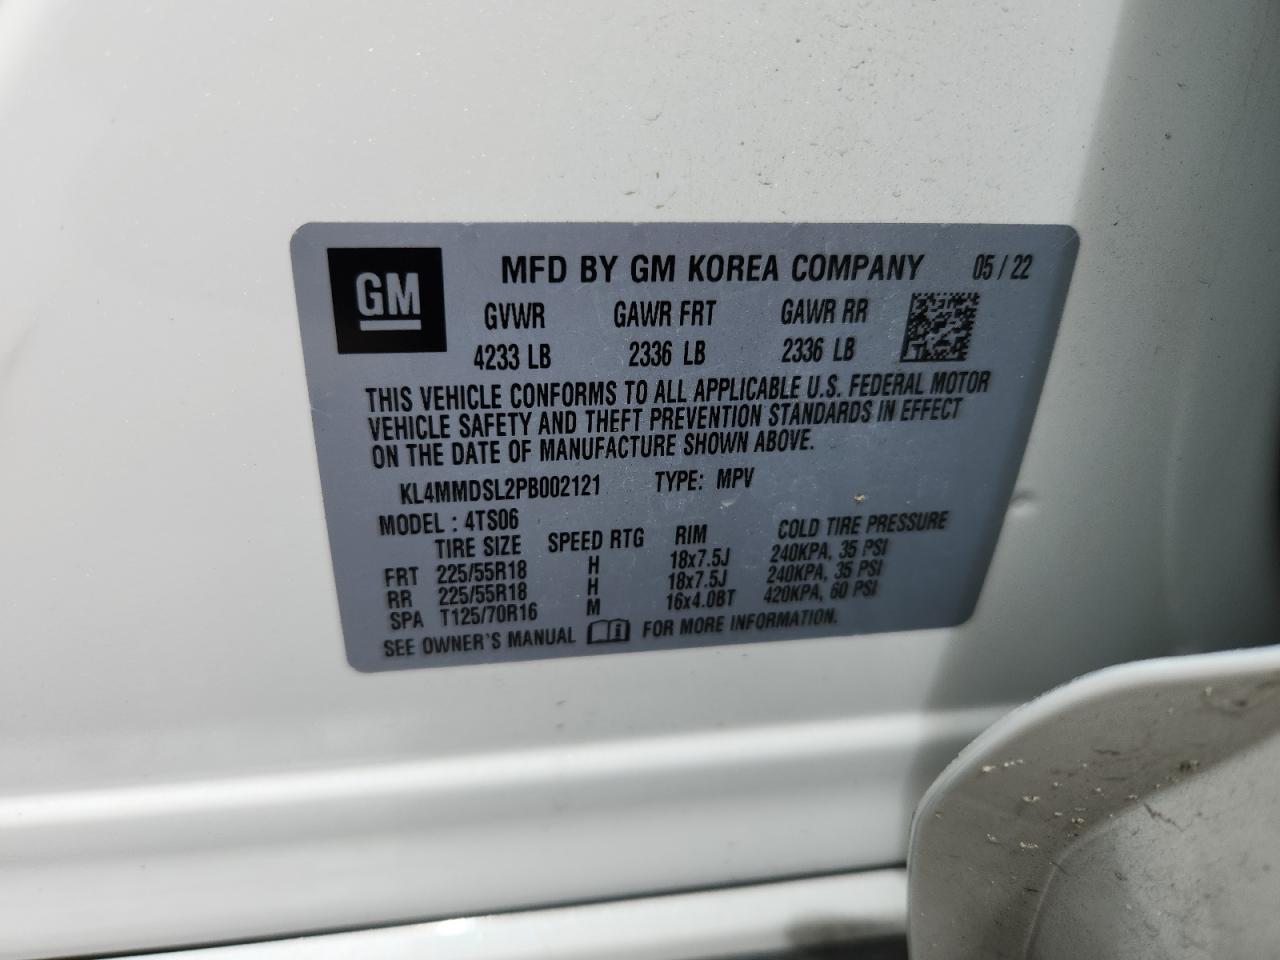 GM
MFD BY GM KOREA COMPANY 05 / 22
GVWR GAWR FRT GAWR RR
4233 LB 2336 LB 2336 LB
THIS VEHICLE CONFORMS TO ALL APPLICABLE U.S. FEDERAL MOTOR
VEHICLE SAFETY AND THEFT PREVENTION STANDARDS IN EFFECT
ON THE DATE OF MANUFACTURE SHOWN ABOVE.
KL4MMDSL2PB002121 TYPE: MPV
MODEL : 4TS06
TIRE SIZE SPEED RTG RIM COLD TIRE PRESSURE
FRT 225/55R18 H 18x7.5J 240KPA, 35 PSI
RR 225/55R18 H 18x7.5J 240KPA, 35 PSI
SPA T125/70R16 M 16x4.0BT 420KPA, 60 PSI
SEE OWNER'S MANUAL FOR MORE INFORMATION.